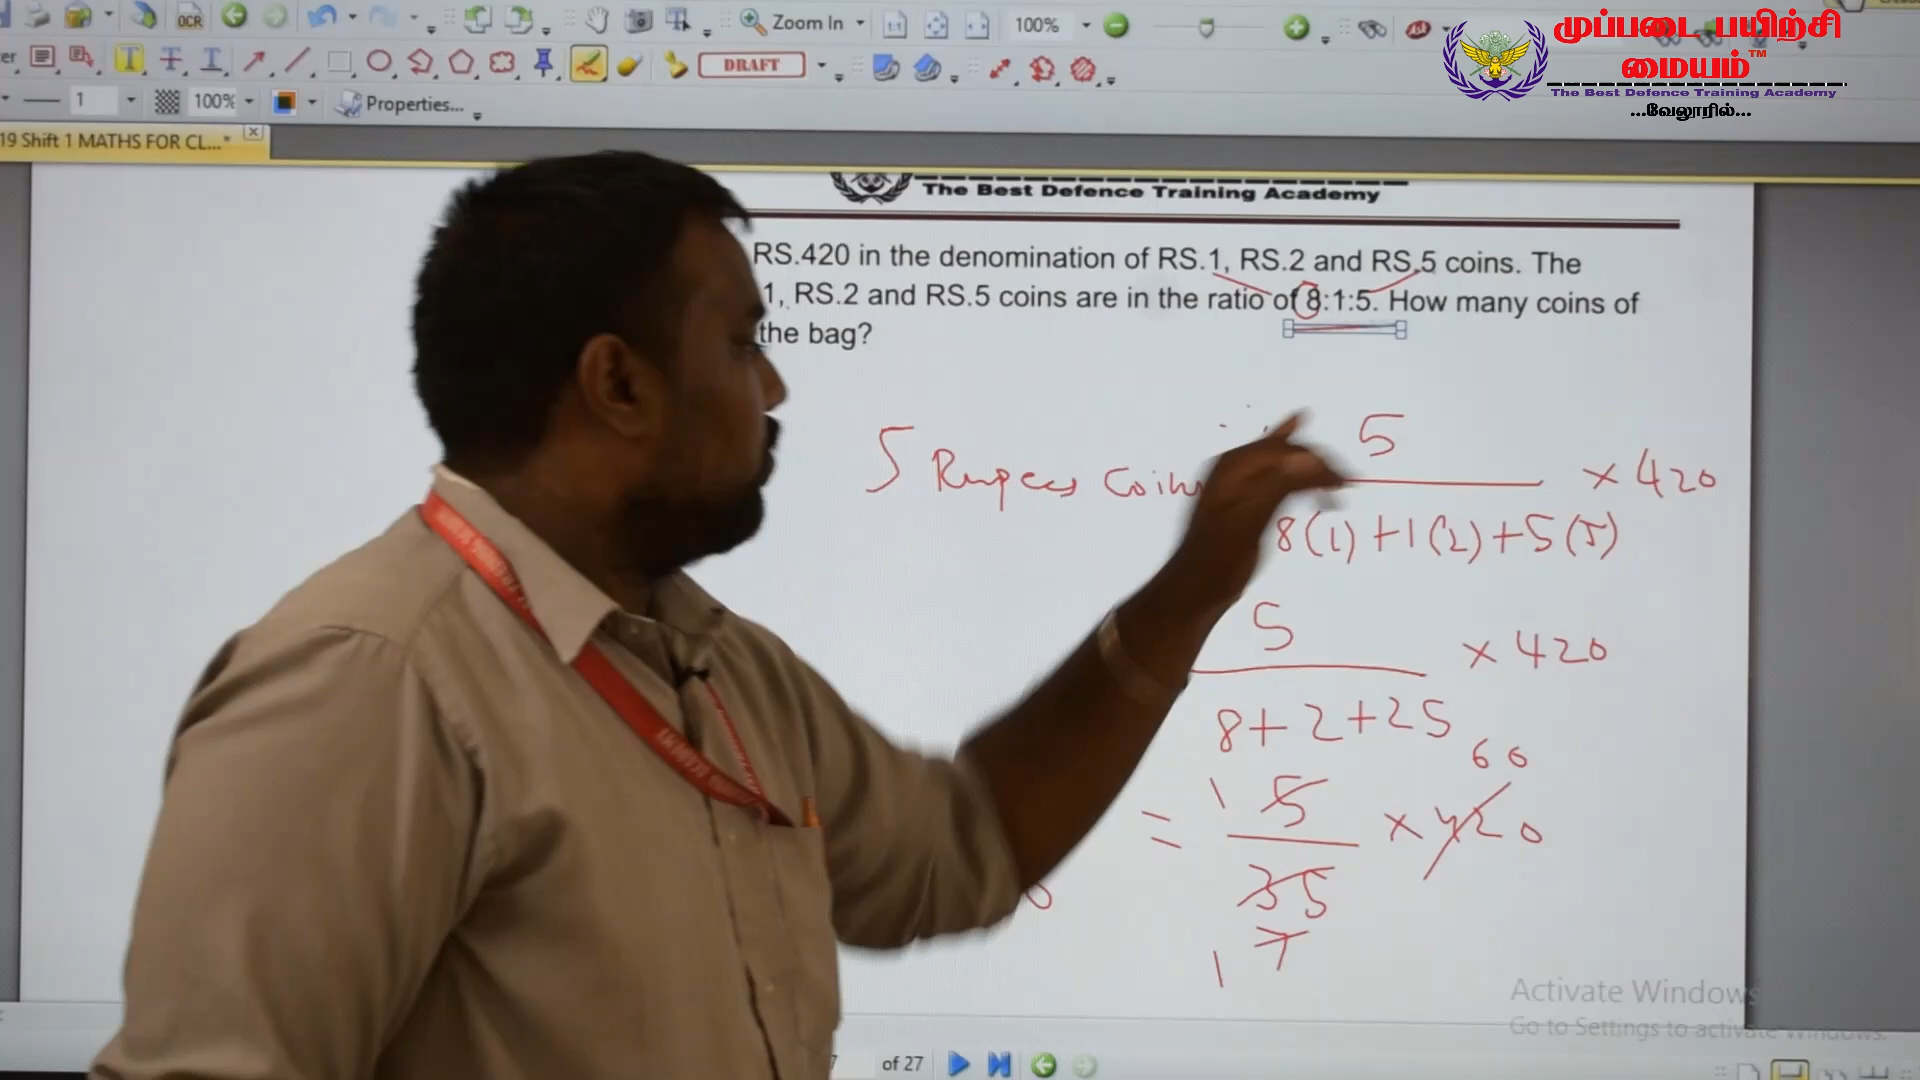 OCR
Zoom In
100%
DRAFT
1
100%
Properties...
19 Shift 1 MATHS FOR CL...*
முப்படை பயிற்சி
மையம்™
The Best Defence Training Academy
...வேலூரில்...
The Best Defence Training Academy
RS.420 in the denomination of RS.1, RS.2 and RS.5 coins. The
1, RS.2 and RS.5 coins are in the ratio of 8:1:5. How many coins of
the bag?
5 Rupees Coins
5
× 420
8(1)+1(2)+5(5)
5
× 420
8+2+25
60
1 5
= × 420
35
1 7
of 27
Activate Windows
Go to Settings to activate Windows.